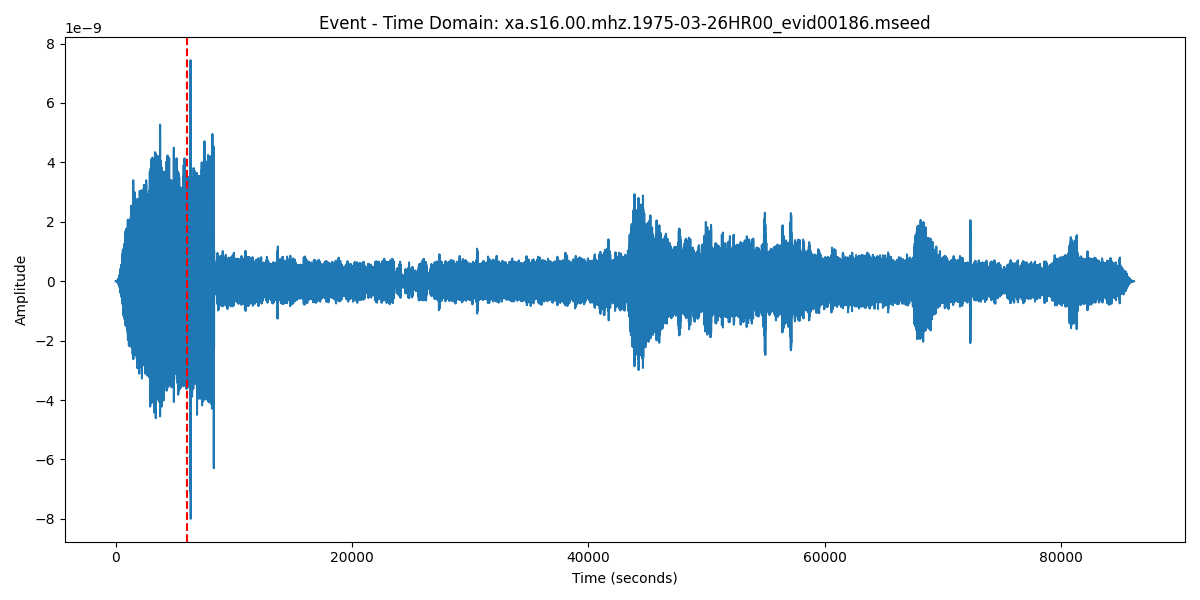 Event - Time Domain: xa.s16.00.mhz.1975-03-26HR00_evid00186.mseed
1e−9
8
6
4
2
0
−2
−4
−6
−8
Amplitude
0 20000 40000 60000 80000
Time (seconds)